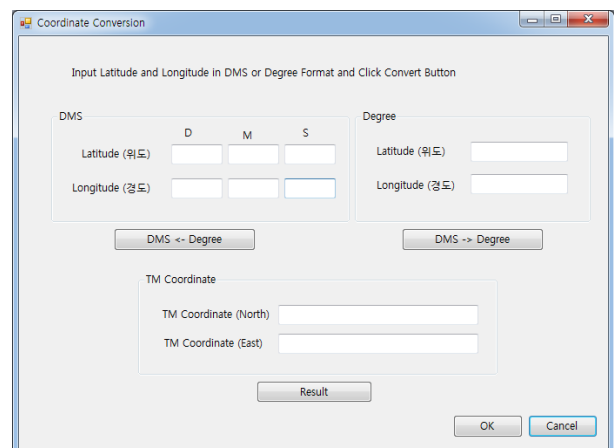 Coordinate Conversion
Input Latitude and Longitude in DMS or Degree Format and Click Convert Button
DMS
D M S
Latitude (위도)
Longitude (경도)
Degree
Latitude (위도)
Longitude (경도)
DMS <- Degree
DMS -> Degree
TM Coordinate
TM Coordinate (North)
TM Coordinate (East)
Result
OK Cancel